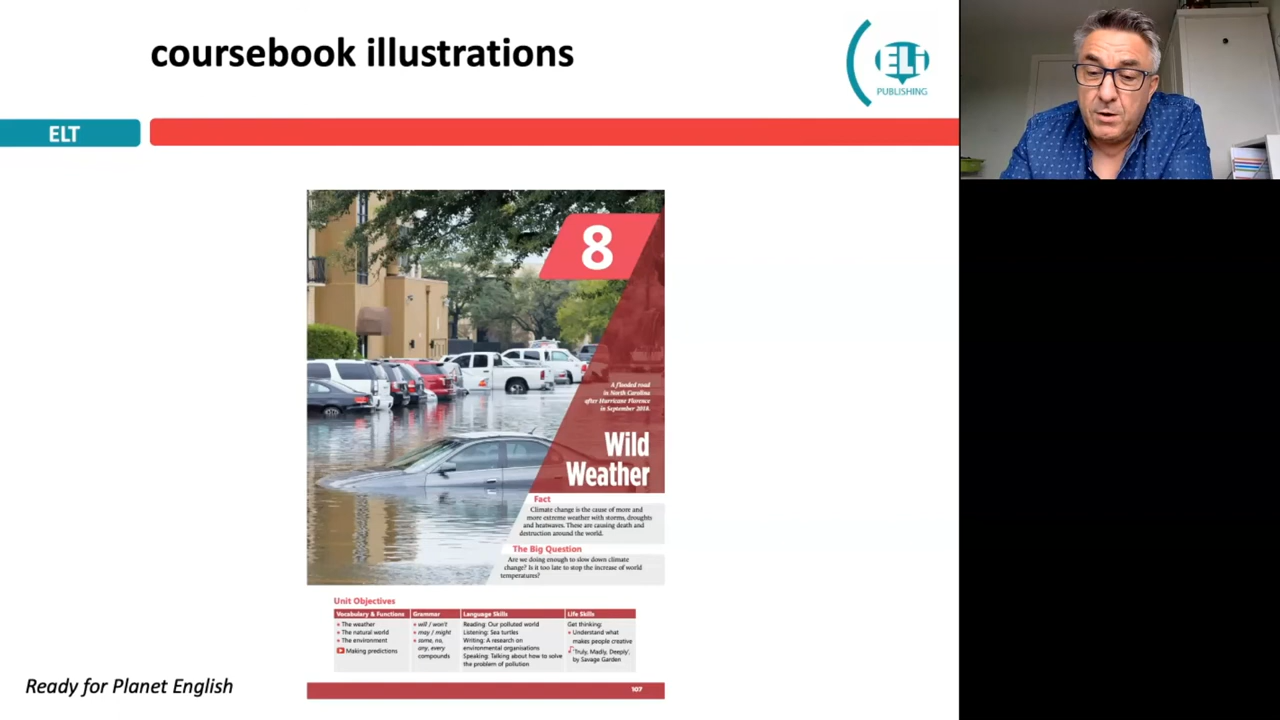 coursebook illustrations
ELi
PUBLISHING
ELT
8
A flooded road
in North Carolina
after Hurricane Florence
in September 2018.
Wild
Weather
Fact
Climate change is the cause of more and
more extreme weather with storms, droughts
and heatwaves. These are causing death and
destruction around the world.
The Big Question
Are we doing enough to slow down climate
change? Is it too late to stop the increase of world
temperatures?
Unit Objectives
Vocabulary & Functions
• The weather
• The natural world
• The environment
Making predictions
Grammar
• will / won't
• may / might
• some, no,
any, every
compounds
Language Skills
Reading: Our polluted world
Listening: Sea turtles
Writing: A research on
environmental organisations
Speaking: Talking about how to solve
the problem of pollution
Life Skills
Get thinking:
• Understand what
makes people creative
'Truly, Madly, Deeply',
by Savage Garden
107
Ready for Planet English